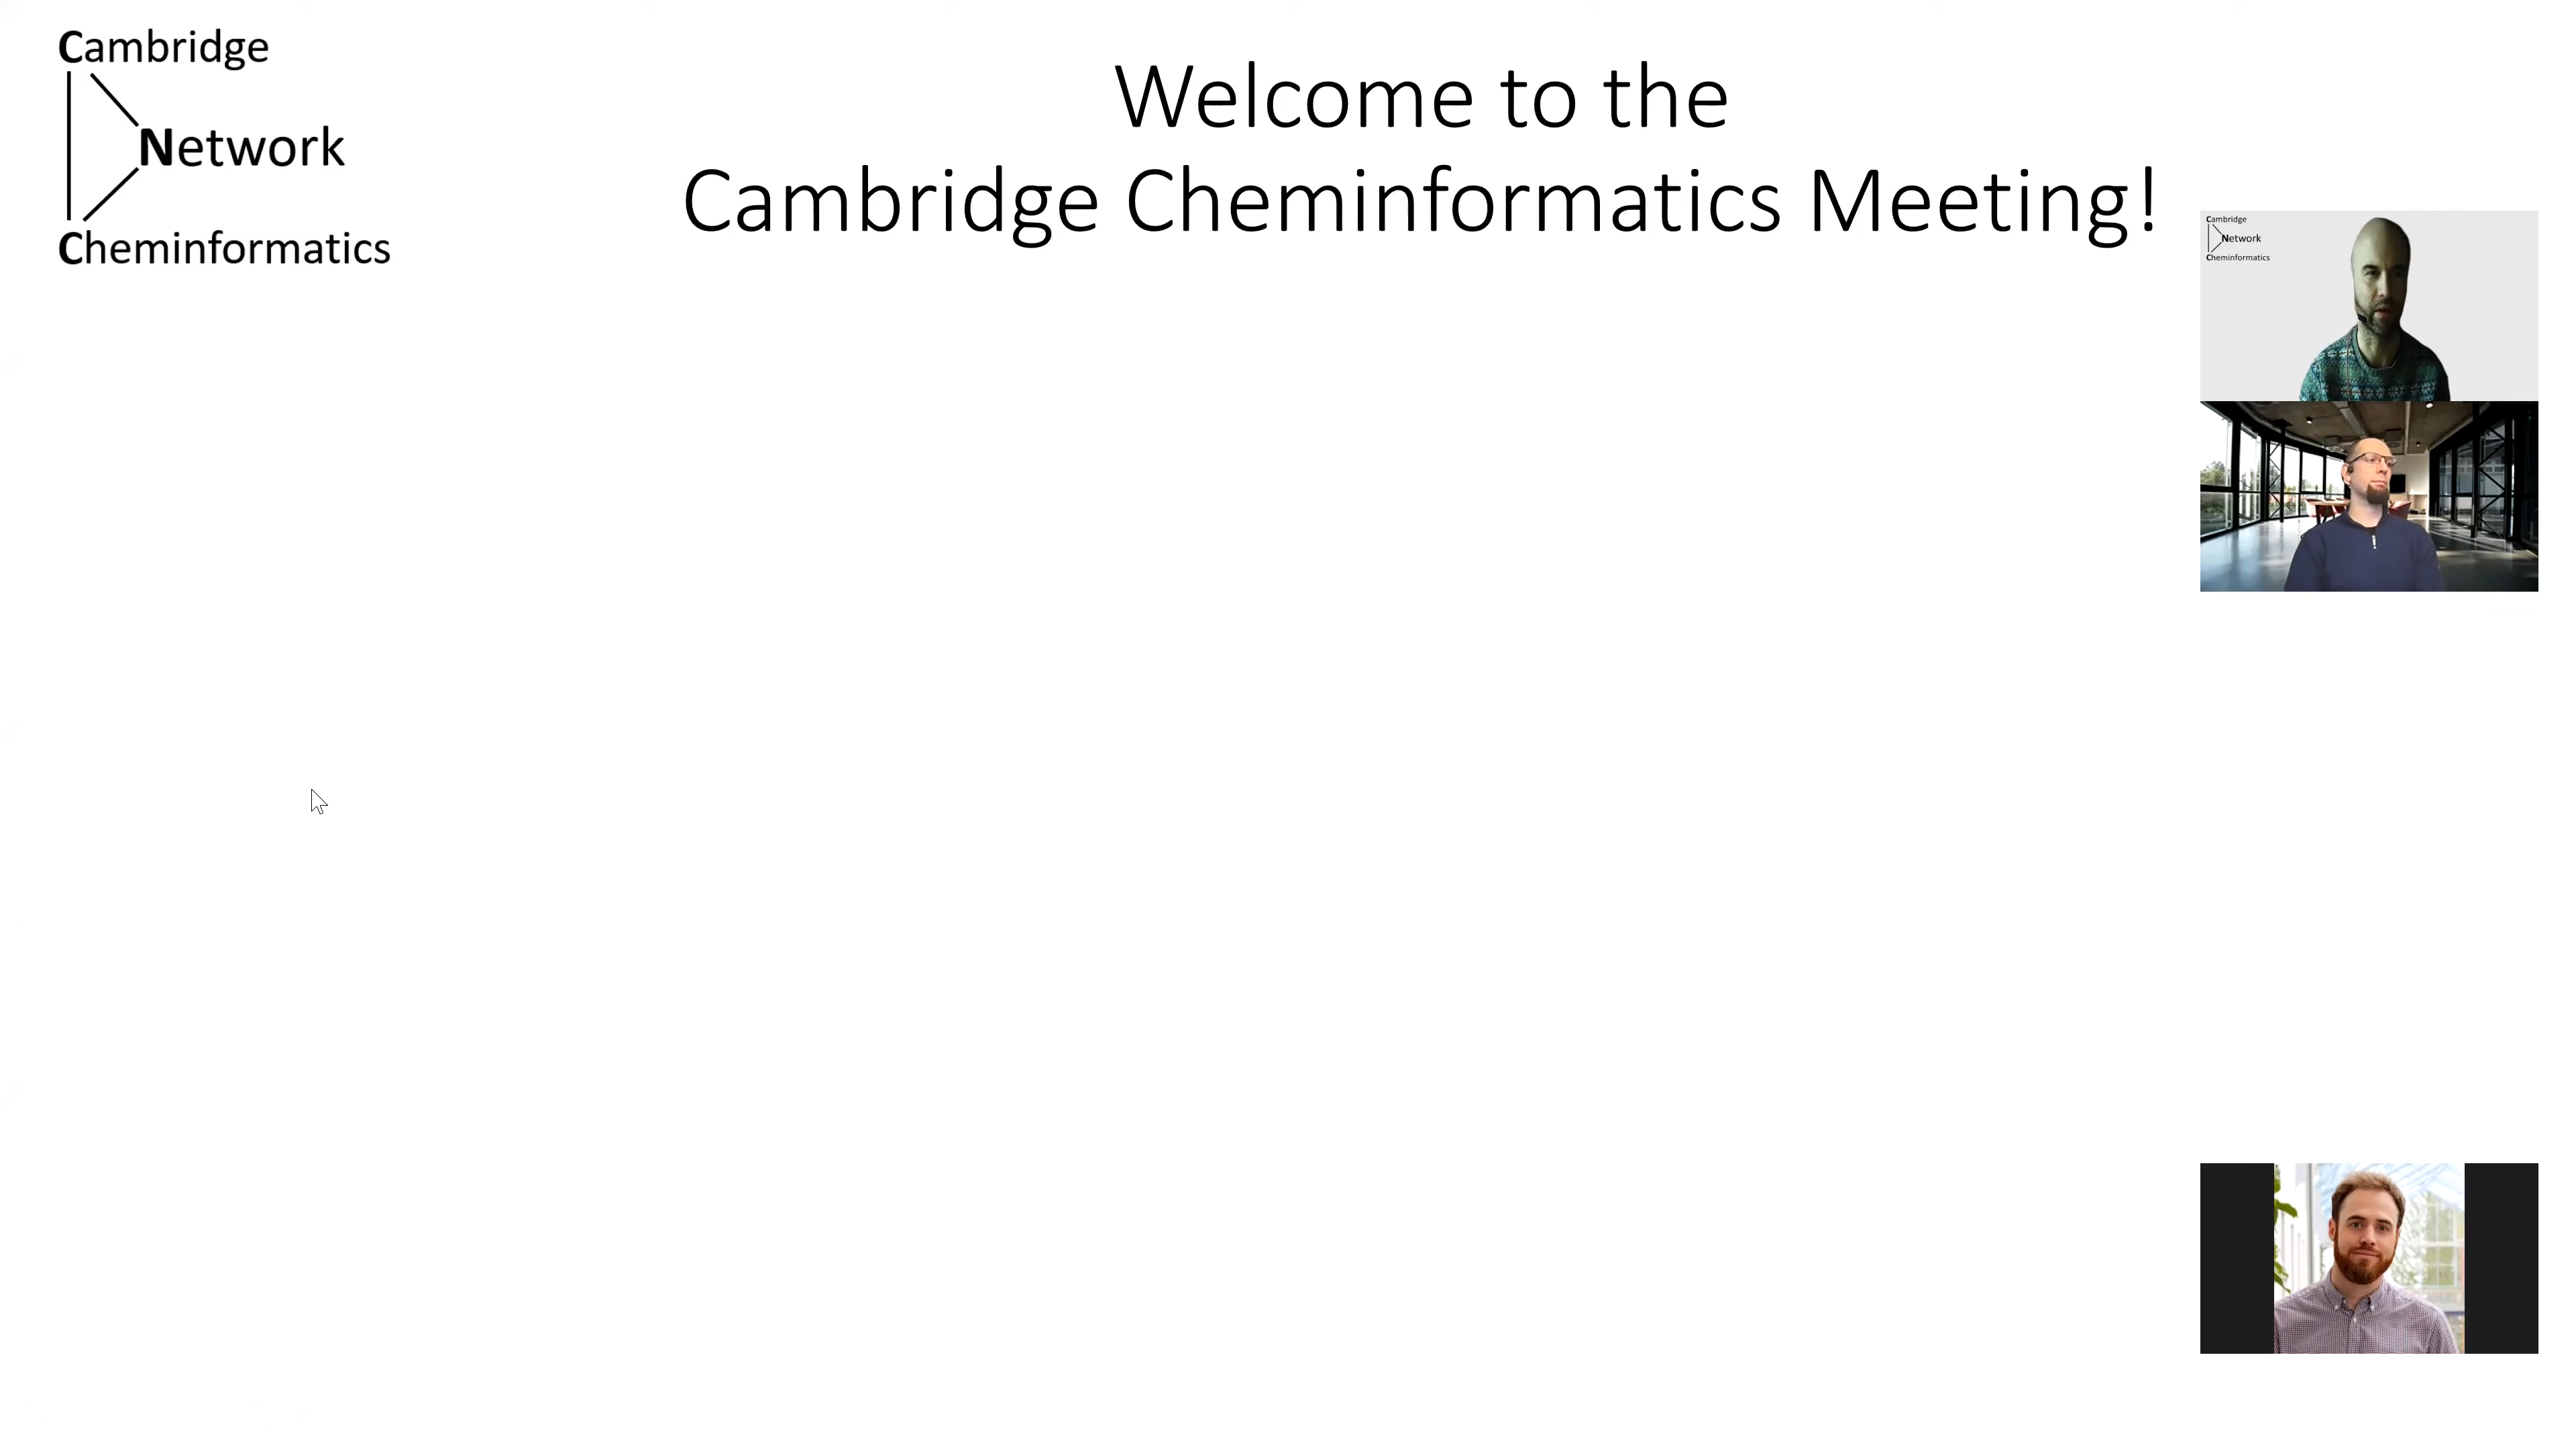 Cambridge
Network
Cheminformatics
Welcome to the
Cambridge Cheminformatics Meeting!
Cambridge
Network
Cheminformatics